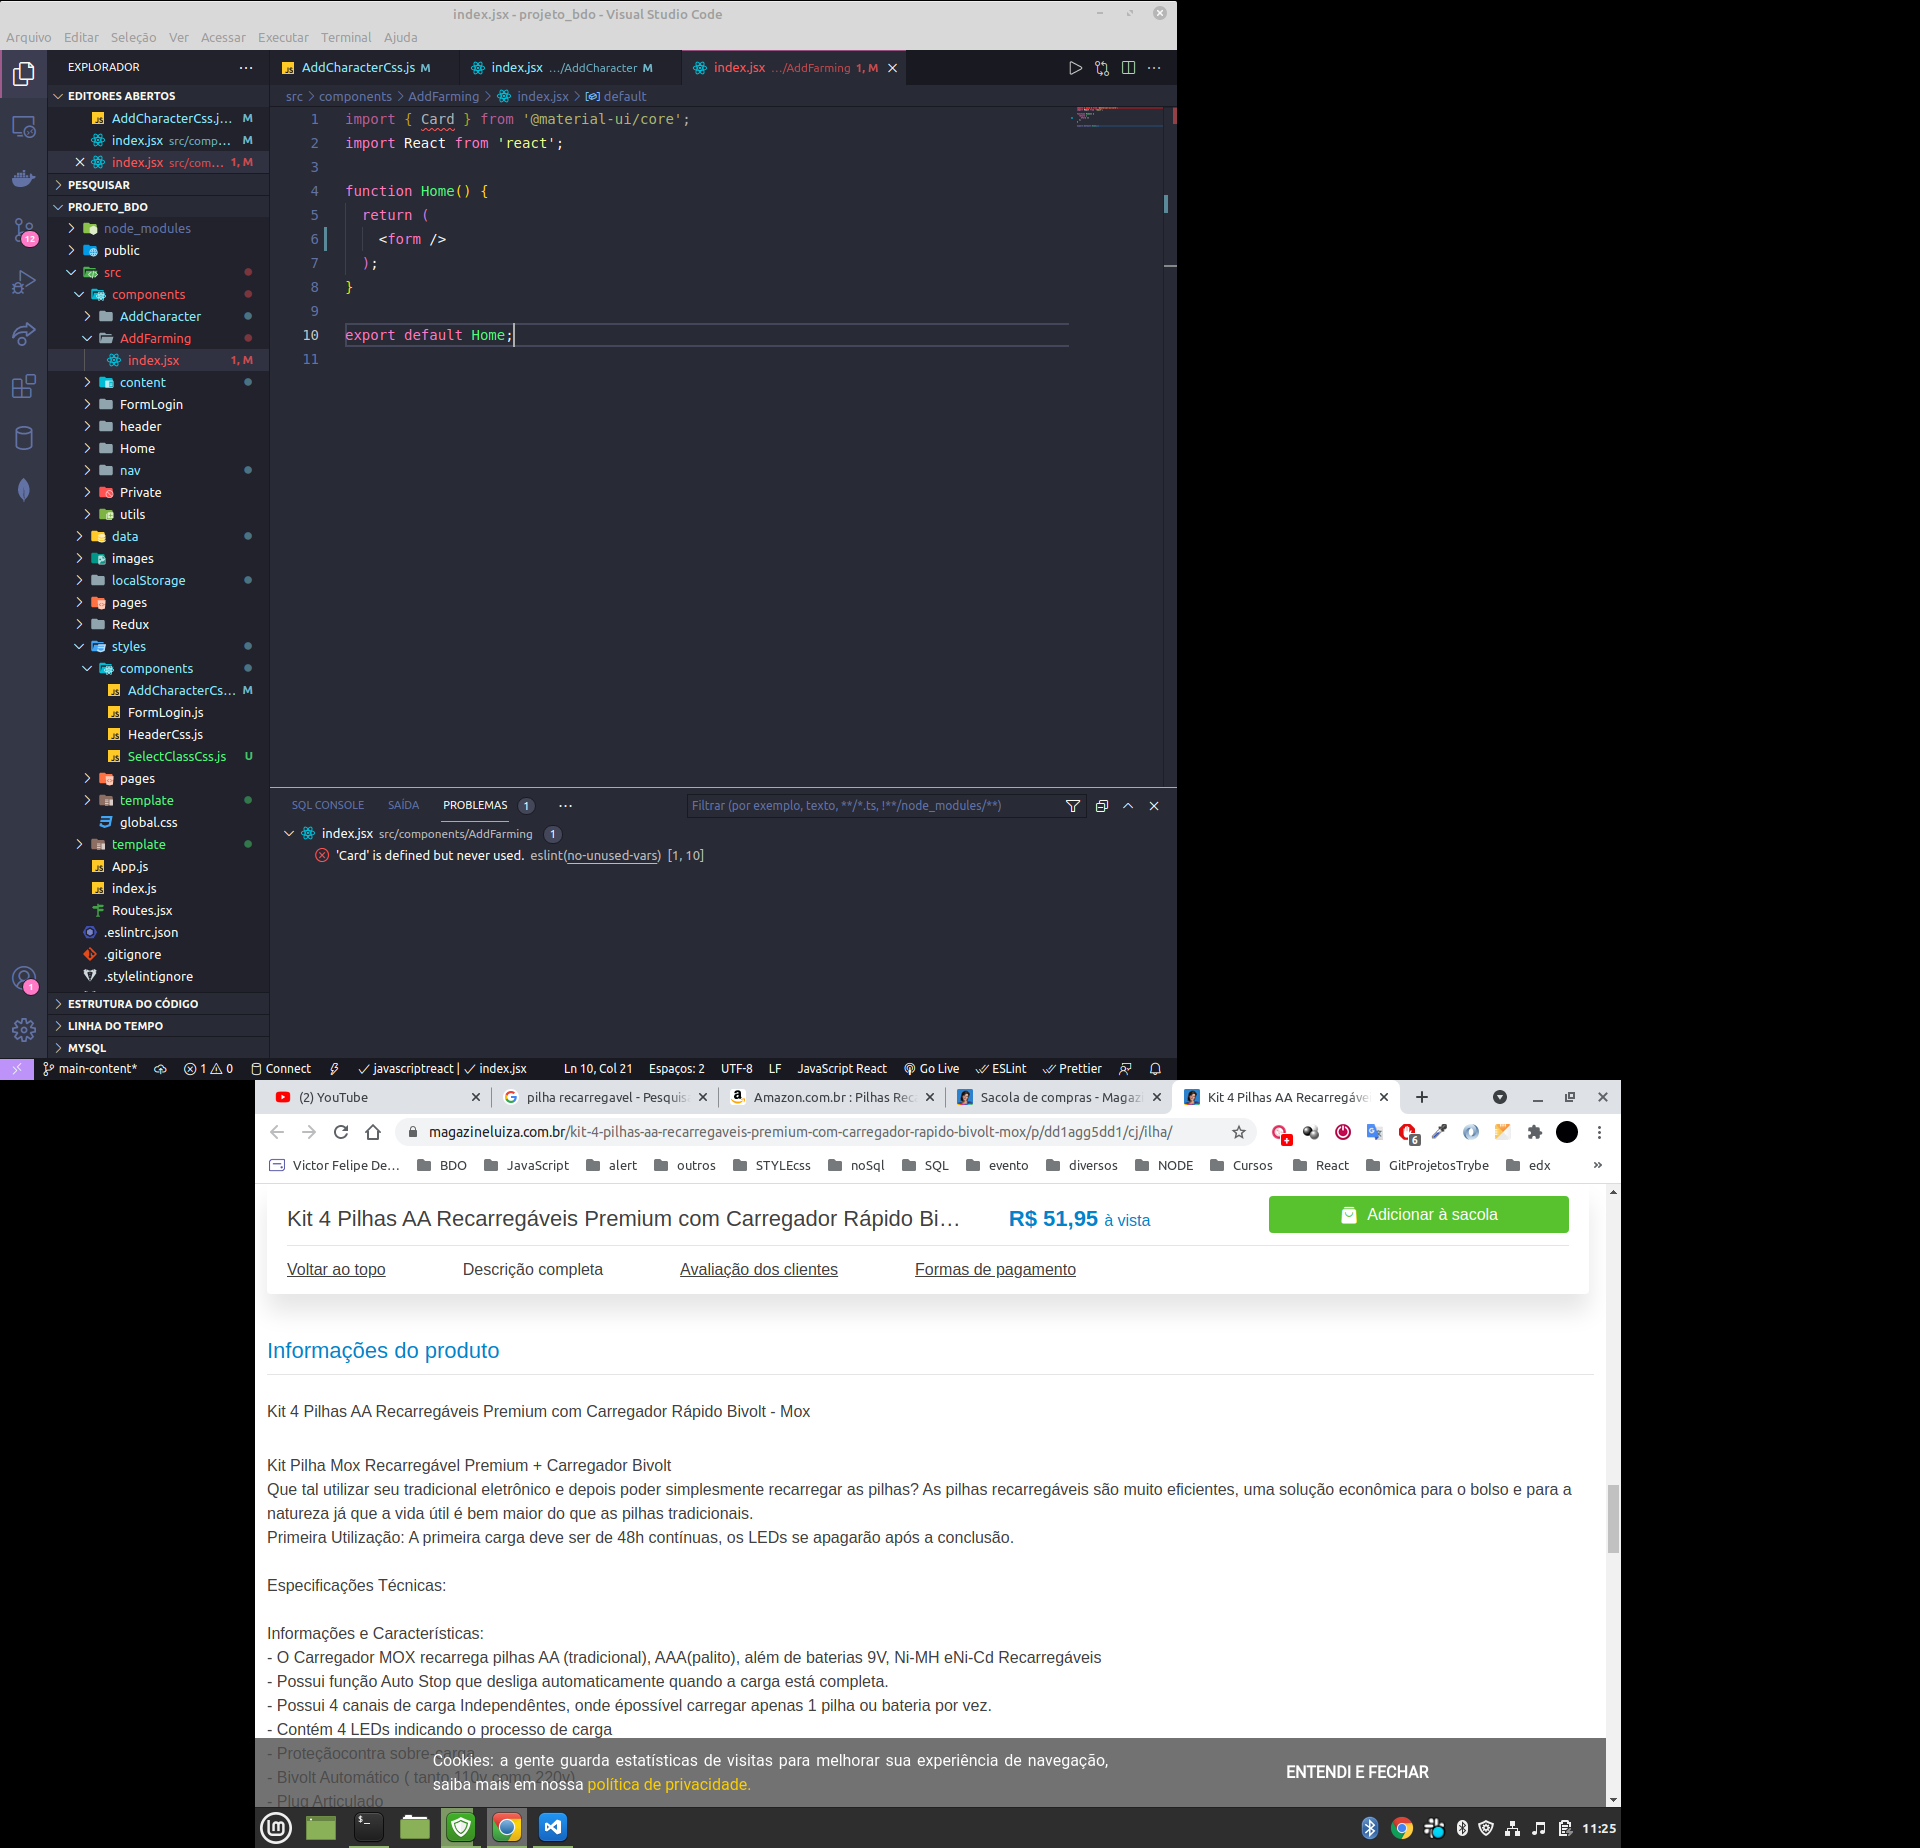 index.jsx - projeto_bdo - Visual Studio Code
Arquivo Editar Seleção Ver Acessar Executar Terminal Ajuda
EXPLORADOR
AddCharacterCss.js M
index.jsx .../AddCharacter M
index.jsx .../AddFarming 1, M
EDITORES ABERTOS
AddCharacterCss.j... M
index.jsx src/comp... M
index.jsx src/com... 1, M
PESQUISAR
PROJETO_BDO
node_modules
public
src
components
AddCharacter
AddFarming
index.jsx 1, M
content
FormLogin
header
Home
nav
Private
utils
data
images
localStorage
pages
Redux
styles
components
AddCharacterCs... M
FormLogin.js
HeaderCss.js
SelectClassCss.js U
pages
template
global.css
template
App.js
index.js
Routes.jsx
.eslintrc.json
.gitignore
.stylelintignore
ESTRUTURA DO CÓDIGO
LINHA DO TEMPO
MYSQL
12
1
src > components > AddFarming > index.jsx > default
1 import { Card } from '@material-ui/core';
2 import React from 'react';
3
4 function Home() {
5 return (
6 <form />
7 );
8 }
9
10 export default Home;
11
SQL CONSOLE SAÍDA PROBLEMAS 1 ...
Filtrar (por exemplo, texto, **/*.ts, !**/node_modules/**)
index.jsx src/components/AddFarming 1
'Card' is defined but never used. eslint(no-unused-vars) [1, 10]
main-content* 1 0 Connect javascriptreact | index.jsx Ln 10, Col 21 Espaços: 2 UTF-8 LF JavaScript React Go Live ESLint Prettier
(2) YouTube
pilha recarregavel - Pesquis
Amazon.com.br : Pilhas Rec
Sacola de compras - Magaz
Kit 4 Pilhas AA Recarregáve
magazineluiza.com.br/kit-4-pilhas-aa-recarregaveis-premium-com-carregador-rapido-bivolt-mox/p/dd1agg5dd1/cj/ilha/
6
Victor Felipe De... BDO JavaScript alert outros STYLEcss noSql SQL evento diversos NODE Cursos React GitProjetosTrybe edx »
Kit 4 Pilhas AA Recarregáveis Premium com Carregador Rápido Bi...
R$ 51,95 à vista
Adicionar à sacola
Voltar ao topo Descrição completa Avaliação dos clientes Formas de pagamento
Informações do produto
Kit 4 Pilhas AA Recarregáveis Premium com Carregador Rápido Bivolt - Mox
Kit Pilha Mox Recarregável Premium + Carregador Bivolt
Que tal utilizar seu tradicional eletrônico e depois poder simplesmente recarregar as pilhas? As pilhas recarregáveis são muito eficientes, uma solução econômica para o bolso e para a
natureza já que a vida útil é bem maior do que as pilhas tradicionais.
Primeira Utilização: A primeira carga deve ser de 48h contínuas, os LEDs se apagarão após a conclusão.
Especificações Técnicas:
Informações e Características:
- O Carregador MOX recarrega pilhas AA (tradicional), AAA(palito), além de baterias 9V, Ni-MH eNi-Cd Recarregáveis
- Possui função Auto Stop que desliga automaticamente quando a carga está completa.
- Possui 4 canais de carga Independêntes, onde épossível carregar apenas 1 pilha ou bateria por vez.
- Contém 4 LEDs indicando o processo de carga
- Proteçãocontra sobre-carga
- Bivolt Automático ( tanto 110v como 220v)
- Plug Articulado
Cookies: a gente guarda estatísticas de visitas para melhorar sua experiência de navegação,
saiba mais em nossa política de privacidade.
ENTENDI E FECHAR
11:25